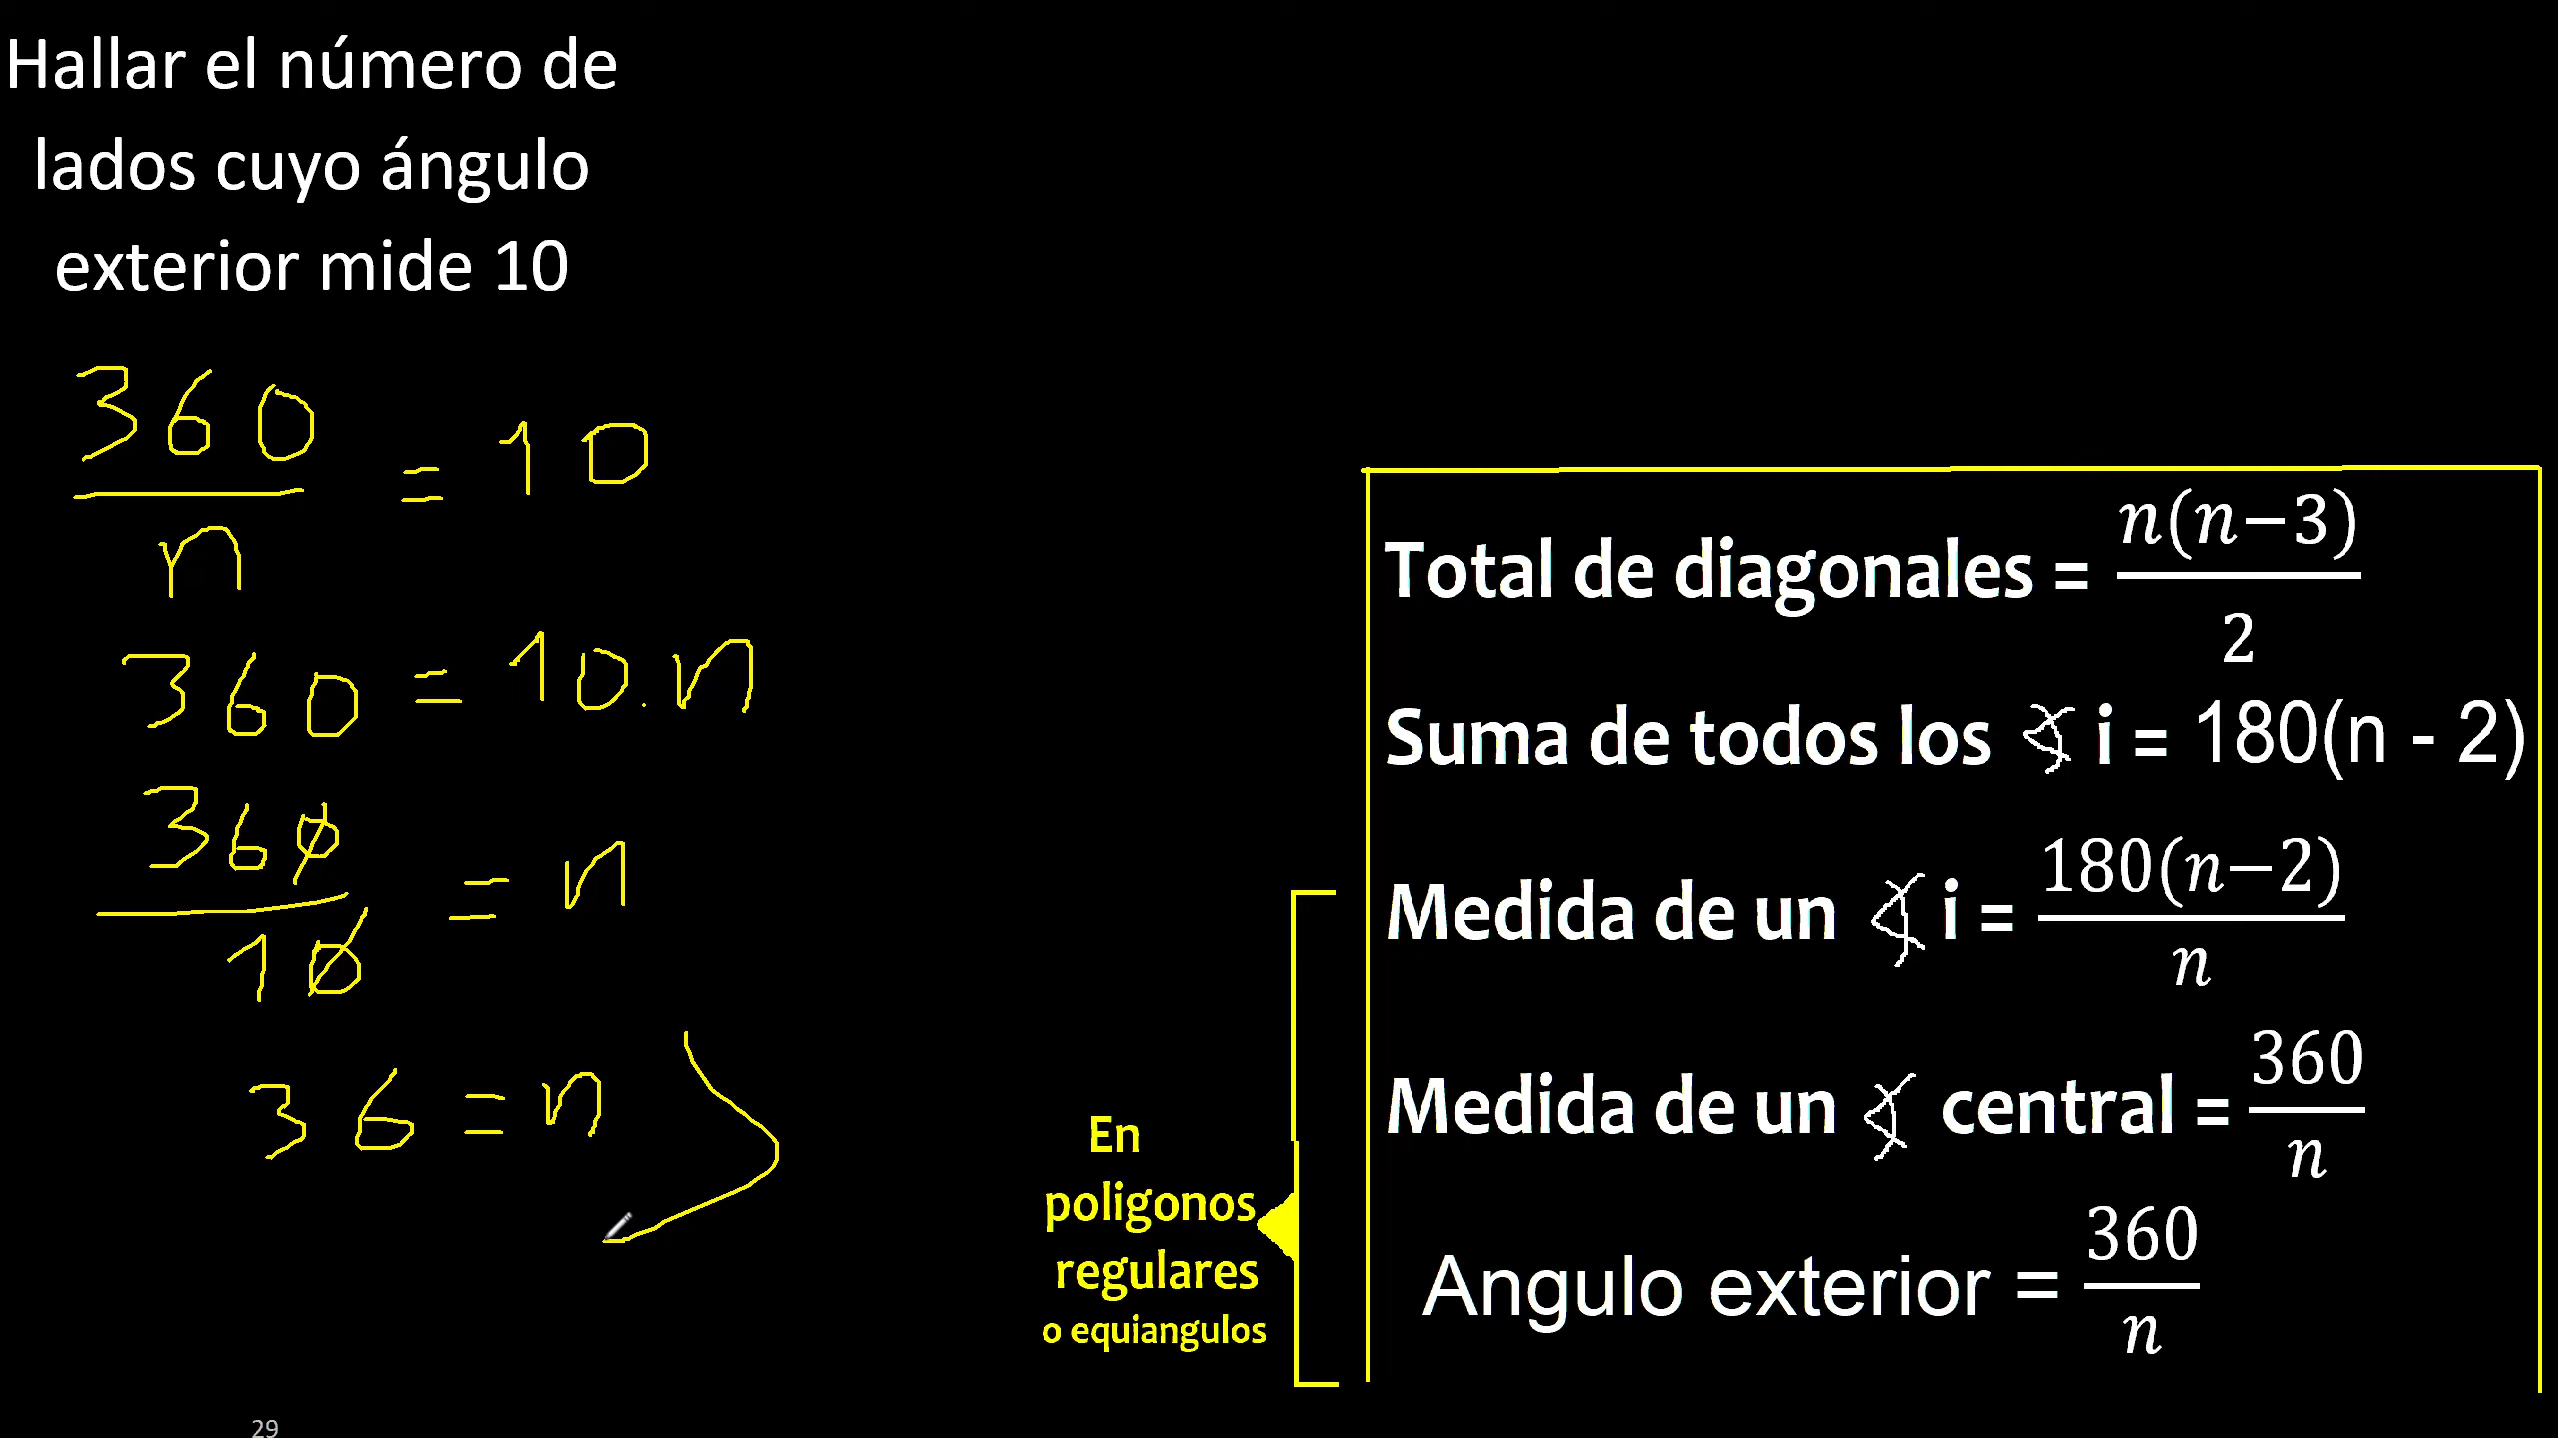 Hallar el número de
lados cuyo ángulo
exterior mide 10
360/n = 10
360 = 10.n
360/10 = n
36 = n
Total de diagonales = n(n−3)/2
Suma de todos los ∢ i = 180(n - 2)
Medida de un ∢ i = 180(n−2)/n
Medida de un ∢ central = 360/n
Angulo exterior = 360/n
En
poligonos
regulares
o equiangulos
29